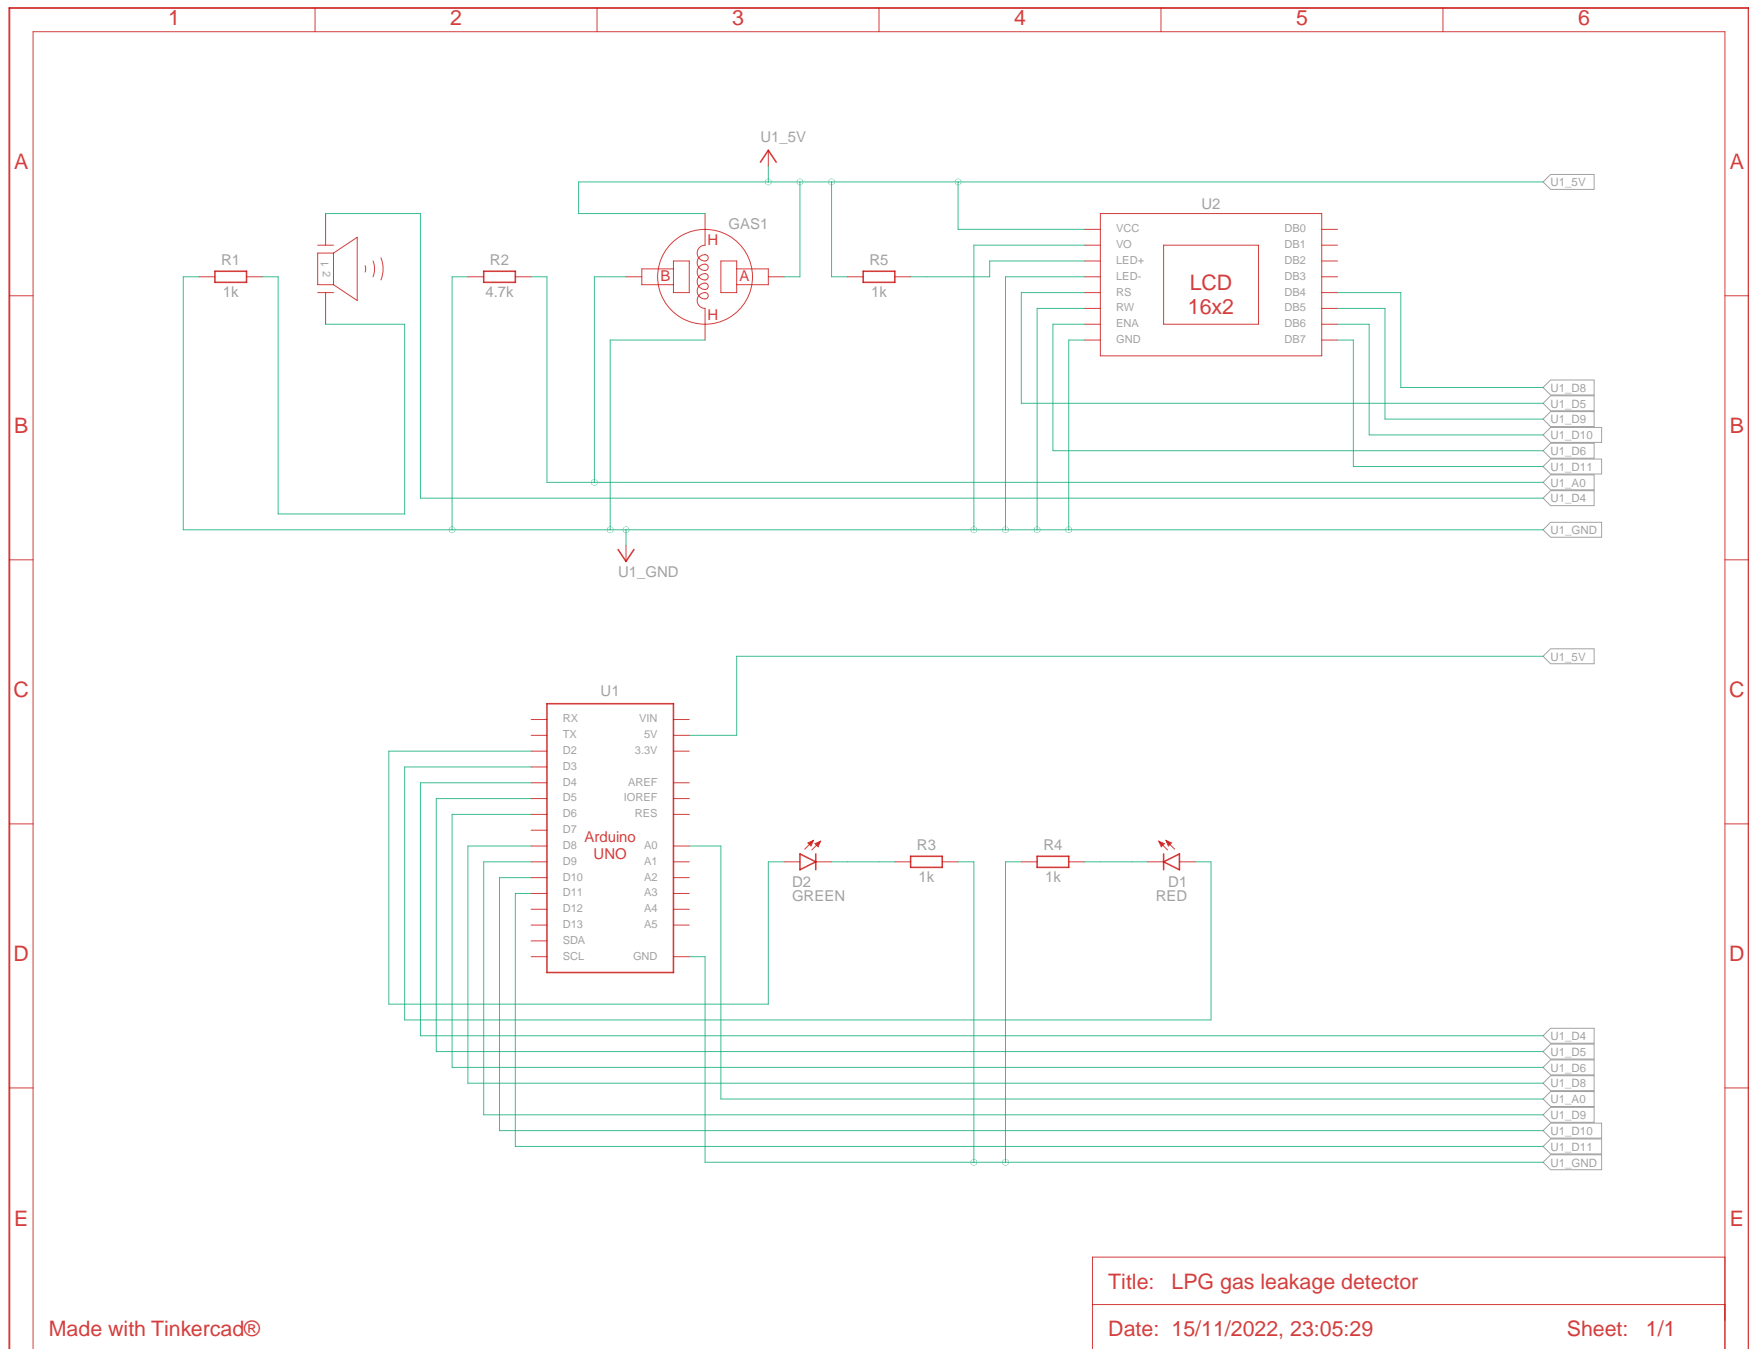 1 2 3 4 5 6
A A
B B
C C
D D
E E
U1_5V
U1_5V
U2
GAS1
H
B A
H
R1
1k
1 2
R2
4.7k
R5
1k
VCC DB0
VO DB1
LED+ DB2
LED- DB3
RS DB4
RW DB5
ENA DB6
GND DB7
LCD
16x2
U1_D8
U1_D5
U1_D9
U1_D10
U1_D6
U1_D11
U1_A0
U1_D4
U1_GND
U1_GND
U1_5V
U1
RX VIN
TX 5V
D2 3.3V
D3
D4 AREF
D5 IOREF
D6 RES
D7
D8 A0
D9 A1
D10 A2
D11 A3
D12 A4
D13 A5
SDA
SCL GND
Arduino
UNO
D2
GREEN
R3
1k
R4
1k
D1
RED
U1_D4
U1_D5
U1_D6
U1_D8
U1_A0
U1_D9
U1_D10
U1_D11
U1_GND
Title: LPG gas leakage detector
Made with Tinkercad®
Date: 15/11/2022, 23:05:29 Sheet: 1/1